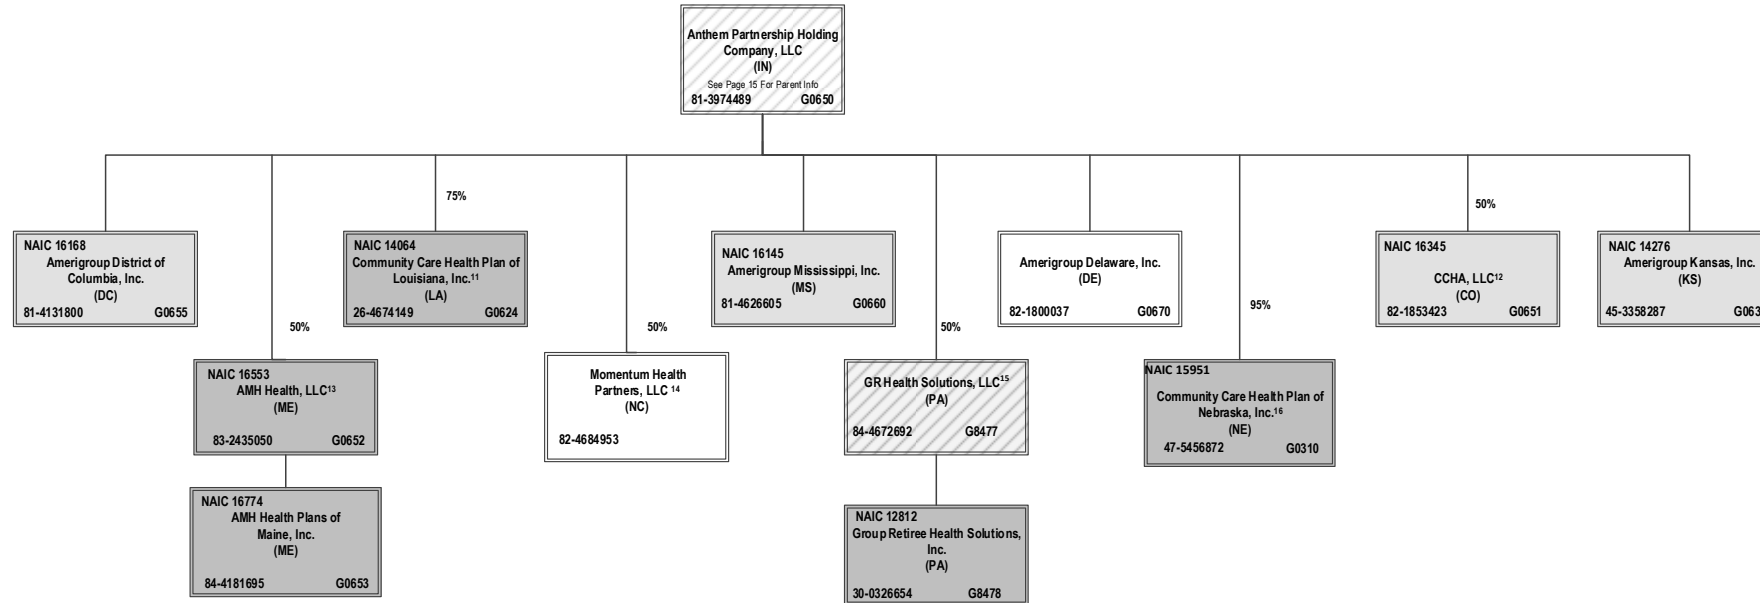 Anthem Partnership Holding
Company, LLC
(IN)
See Page 15 For Parent Info
81-3974489 G0650
75%
50%
NAIC 16168
Amerigroup District of
Columbia, Inc.
(DC)
81-4131800 G0655
NAIC 14064
Community Care Health Plan of
Louisiana, Inc.¹¹
(LA)
26-4674149 G0624
NAIC 16145
Amerigroup Mississippi, Inc.
(MS)
81-4626605 G0660
Amerigroup Delaware, Inc.
(DE)
82-1800037 G0670
NAIC 16345
CCHA, LLC¹²
(CO)
82-1853423 G0651
NAIC 14276
Amerigroup Kansas, Inc.
(KS)
45-3358287 G063
50%
50%
50%
95%
NAIC 16553
AMH Health, LLC¹³
(ME)
83-2435050 G0652
Momentum Health
Partners, LLC ¹⁴
(NC)
82-4684953
GR Health Solutions, LLC¹⁵
(PA)
84-4672692 G8477
NAIC 15951
Community Care Health Plan of
Nebraska, Inc.¹⁶
(NE)
47-5456872 G0310
NAIC 16774
AMH Health Plans of
Maine, Inc.
(ME)
84-4181695 G0653
NAIC 12812
Group Retiree Health Solutions,
Inc.
(PA)
30-0326654 G8478